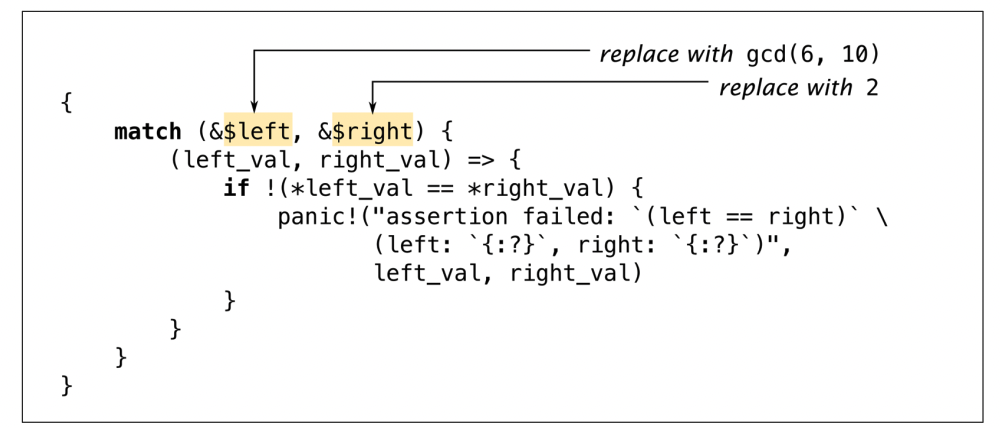 replace with gcd(6, 10)
replace with 2
{
    match (&$left, &$right) {
        (left_val, right_val) => {
            if !(*left_val == *right_val) {
                panic!("assertion failed: `(left == right)` \
                       (left: `{:?}`, right: `{:?}`)",
                       left_val, right_val)
            }
        }
    }
}